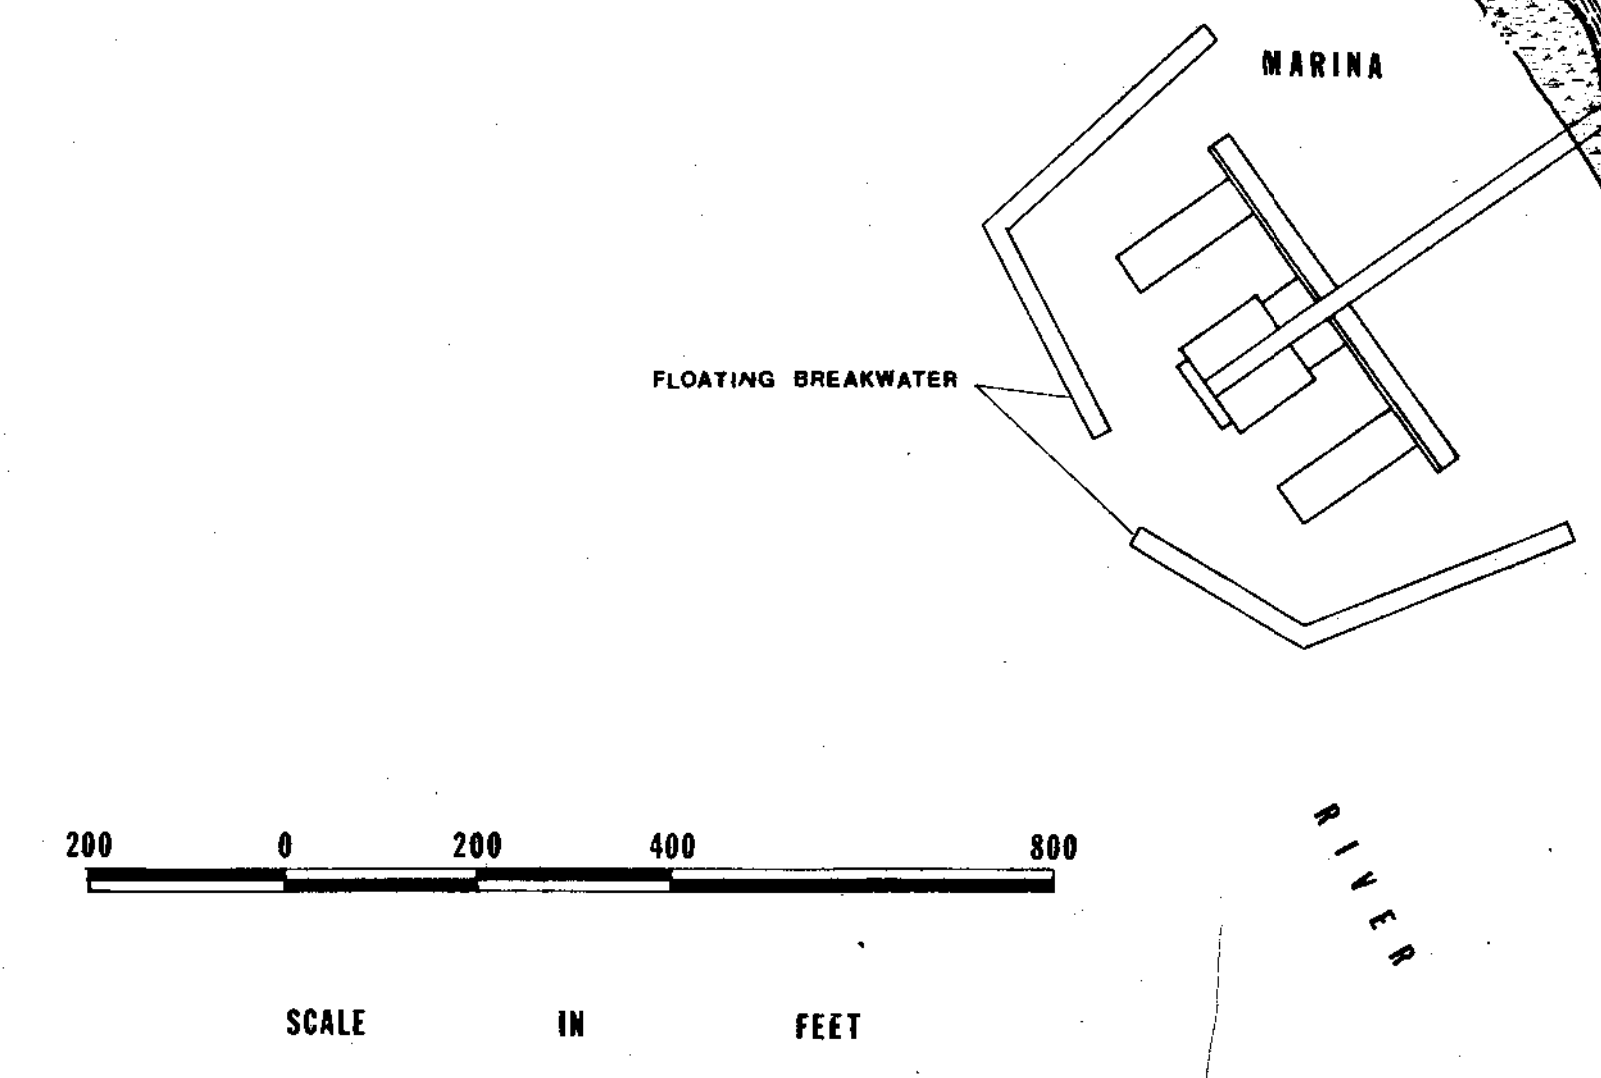 MARINA
FLOATING BREAKWATER
200 0 200 400 800
SCALE IN FEET
RIVER